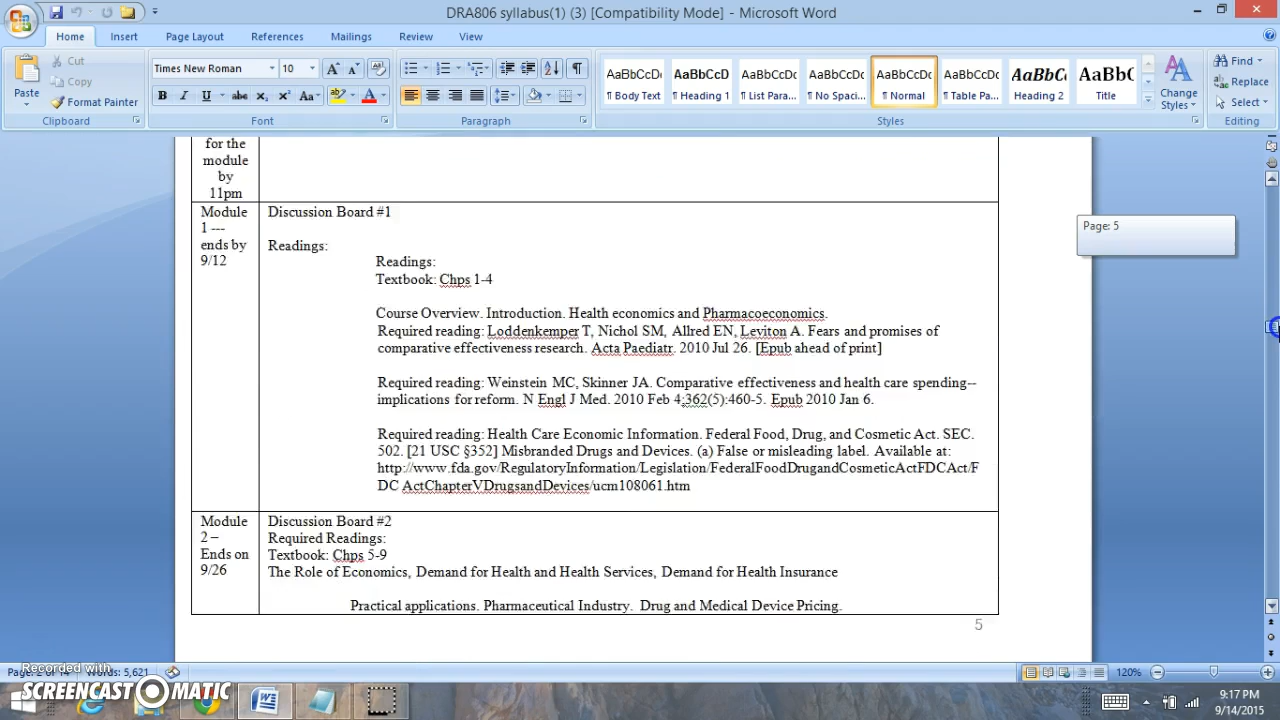 DRA806 syllabus(1) (3) [Compatibility Mode] - Microsoft Word
Home Insert Page Layout References Mailings Review View
Paste
Cut
Copy
Format Painter
Clipboard
Times New Roman 10
Font
Paragraph
AaBbCcDc ¶ Body Text
AaBbCcD ¶ Heading 1
AaBbCcDc ¶ List Para...
AaBbCcDc ¶ No Spaci...
AaBbCcDc ¶ Normal
AaBbCcDc ¶ Table Pa...
AaBbC Heading 2
AaBb( Title
Change Styles
Styles
Find
Replace
Select
Editing
for the
module
by
11pm
Module
1 ---
ends by
9/12
Discussion Board #1
Readings:
Readings:
Textbook: Chps 1-4
Course Overview. Introduction. Health economics and Pharmacoeconomics.
Required reading: Loddenkemper T, Nichol SM, Allred EN, Leviton A. Fears and promises of
comparative effectiveness research. Acta Paediatr. 2010 Jul 26. [Epub ahead of print]
Required reading: Weinstein MC, Skinner JA. Comparative effectiveness and health care spending--
implications for reform. N Engl J Med. 2010 Feb 4;362(5):460-5. Epub 2010 Jan 6.
Required reading: Health Care Economic Information. Federal Food, Drug, and Cosmetic Act. SEC.
502. [21 USC §352] Misbranded Drugs and Devices. (a) False or misleading label. Available at:
http://www.fda.gov/RegulatoryInformation/Legislation/FederalFoodDrugandCosmeticActFDCAct/F
DC ActChapterVDrugsandDevices/ucm108061.htm
Module
2 –
Ends on
9/26
Discussion Board #2
Required Readings:
Textbook: Chps 5-9
The Role of Economics, Demand for Health and Health Services, Demand for Health Insurance
Practical applications. Pharmaceutical Industry. Drug and Medical Device Pricing.
5
Page: 5
Page: 2 of 14 Words: 5,621
120%
Recorded with
SCREENCAST-O-MATIC
9:17 PM
9/14/2015